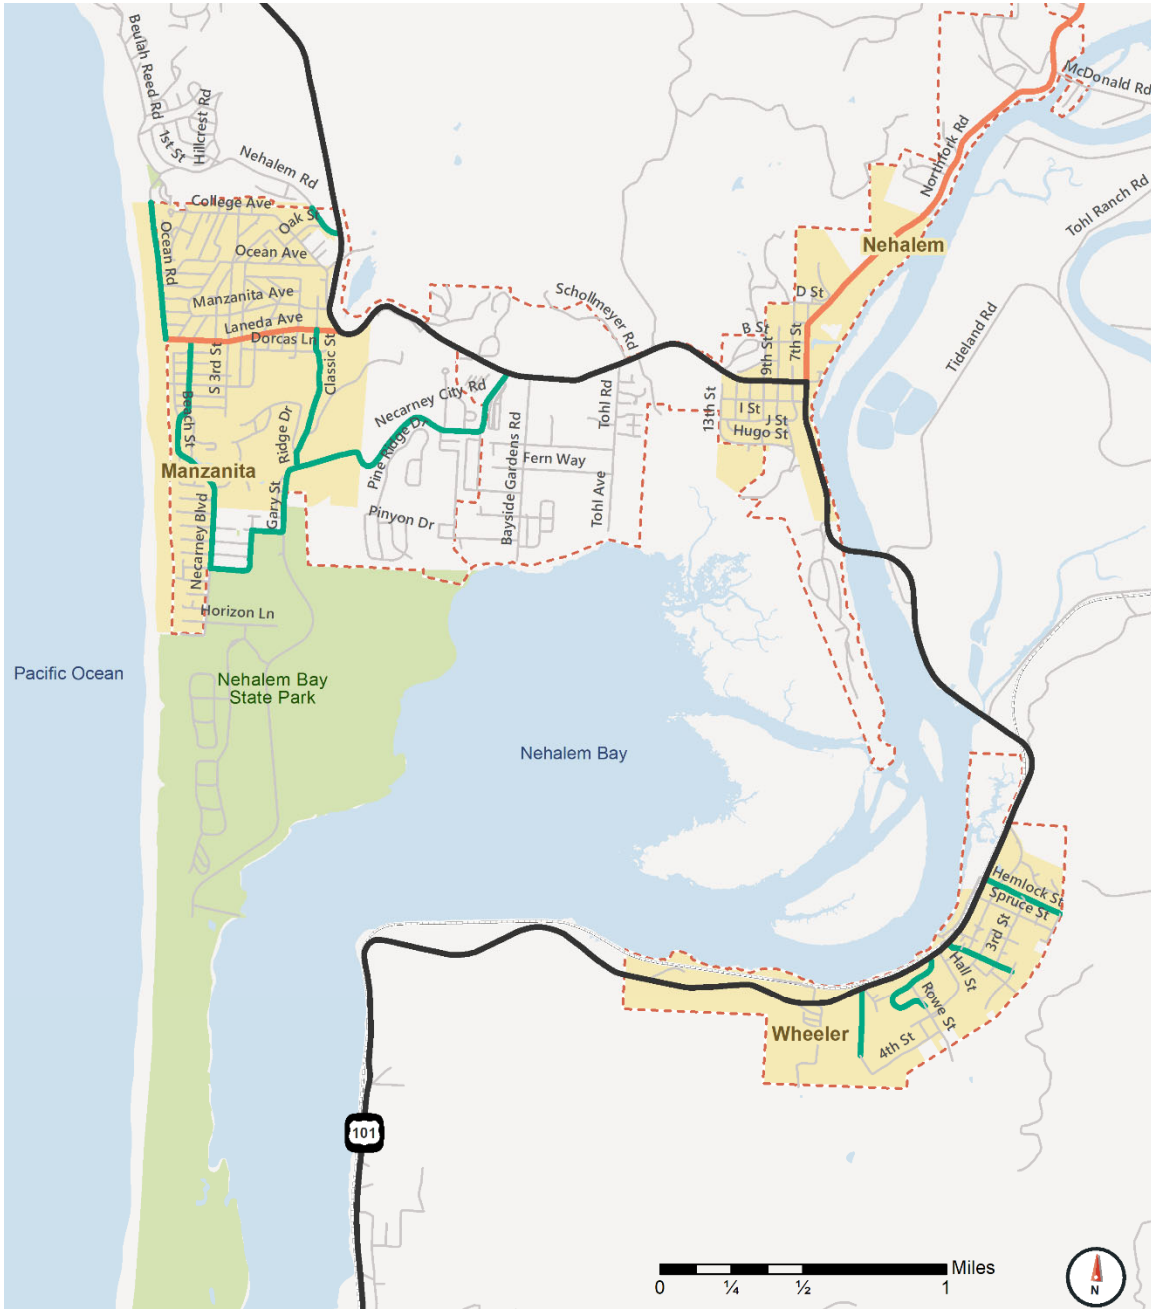 Beulah Reed Rd
1st St
Hillcrest Rd
Nehalem Rd
McDonald Rd
Northfork Rd
Tohl Ranch Rd
College Ave
Oak St
Ocean Rd
Ocean Ave
Nehalem
Manzanita Ave
Laneda Ave
Dorcas Ln
Schollmeyer Rd
D St
B St
9th St
7th St
Tideland Rd
S 3rd St
Classic St
Beach St
Necarney City Rd
Tohl Rd
13th St
I St
J St
Hugo St
Ridge Dr
Pine Ridge Dr
Bayside Gardens Rd
Fern Way
Manzanita
Gary St
Pinyon Dr
Tohl Ave
Necarney Blvd
Horizon Ln
Pacific Ocean
Nehalem Bay
State Park
Nehalem Bay
Hemlock St
Spruce St
3rd St
Hall St
Rowe St
Wheeler
4th St
101
Miles
0 ¼ ½ 1
N